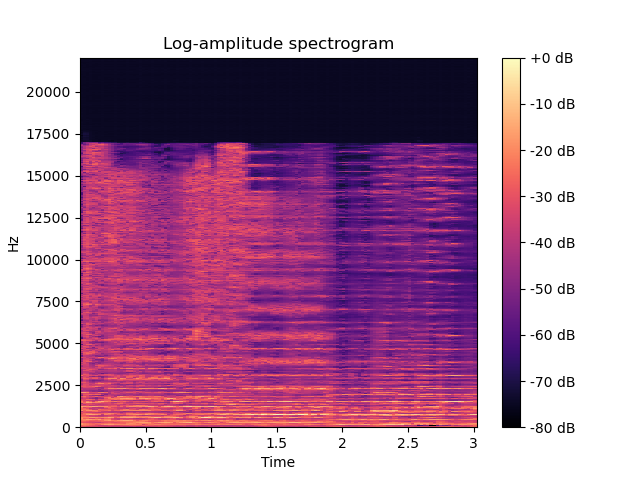 Log-amplitude spectrogram
Hz
20000
17500
15000
12500
10000
7500
5000
2500
0
0 0.5 1 1.5 2 2.5 3
Time
+0 dB
-10 dB
-20 dB
-30 dB
-40 dB
-50 dB
-60 dB
-70 dB
-80 dB